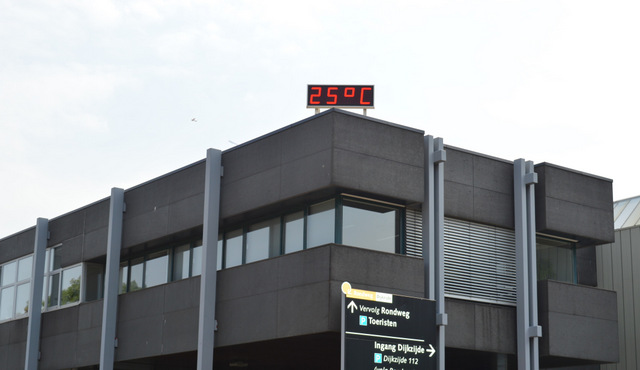 25°C
Vervolg Rondweg
P Toeristen
Ingang Dijkzijde
P Dijkzijde 112